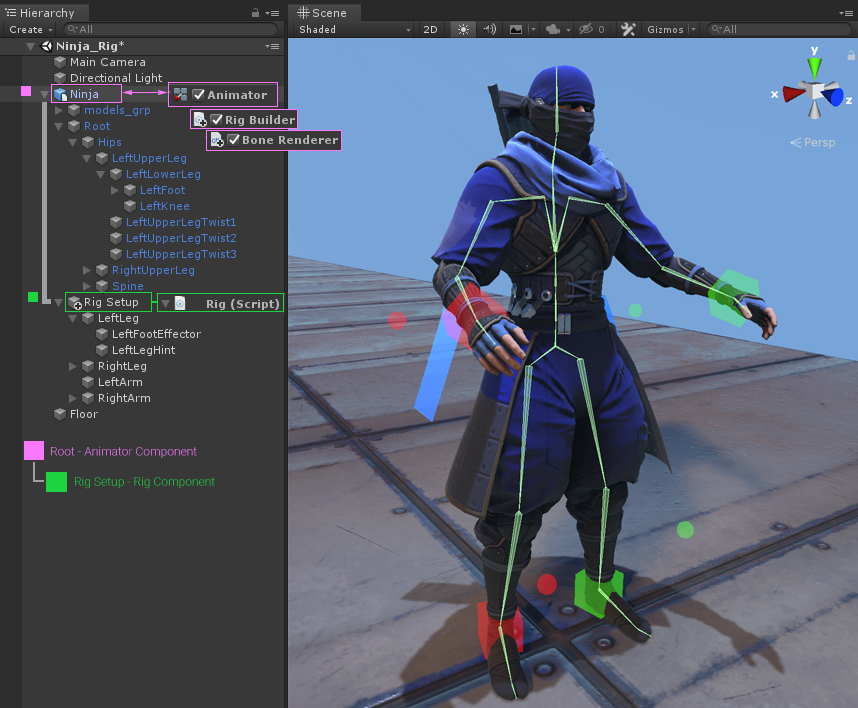 Hierarchy
Create
All
Ninja_Rig*
Main Camera
Directional Light
Ninja
Animator
models_grp
Rig Builder
Root
Bone Renderer
Hips
LeftUpperLeg
LeftLowerLeg
LeftFoot
LeftKnee
LeftUpperLegTwist1
LeftUpperLegTwist2
LeftUpperLegTwist3
RightUpperLeg
Spine
Rig Setup
Rig (Script)
LeftLeg
LeftFootEffector
LeftLegHint
RightLeg
LeftArm
RightArm
Floor
Root - Animator Component
Rig Setup - Rig Component
Scene
Shaded
2D
0
Gizmos
All
y
x
z
Persp